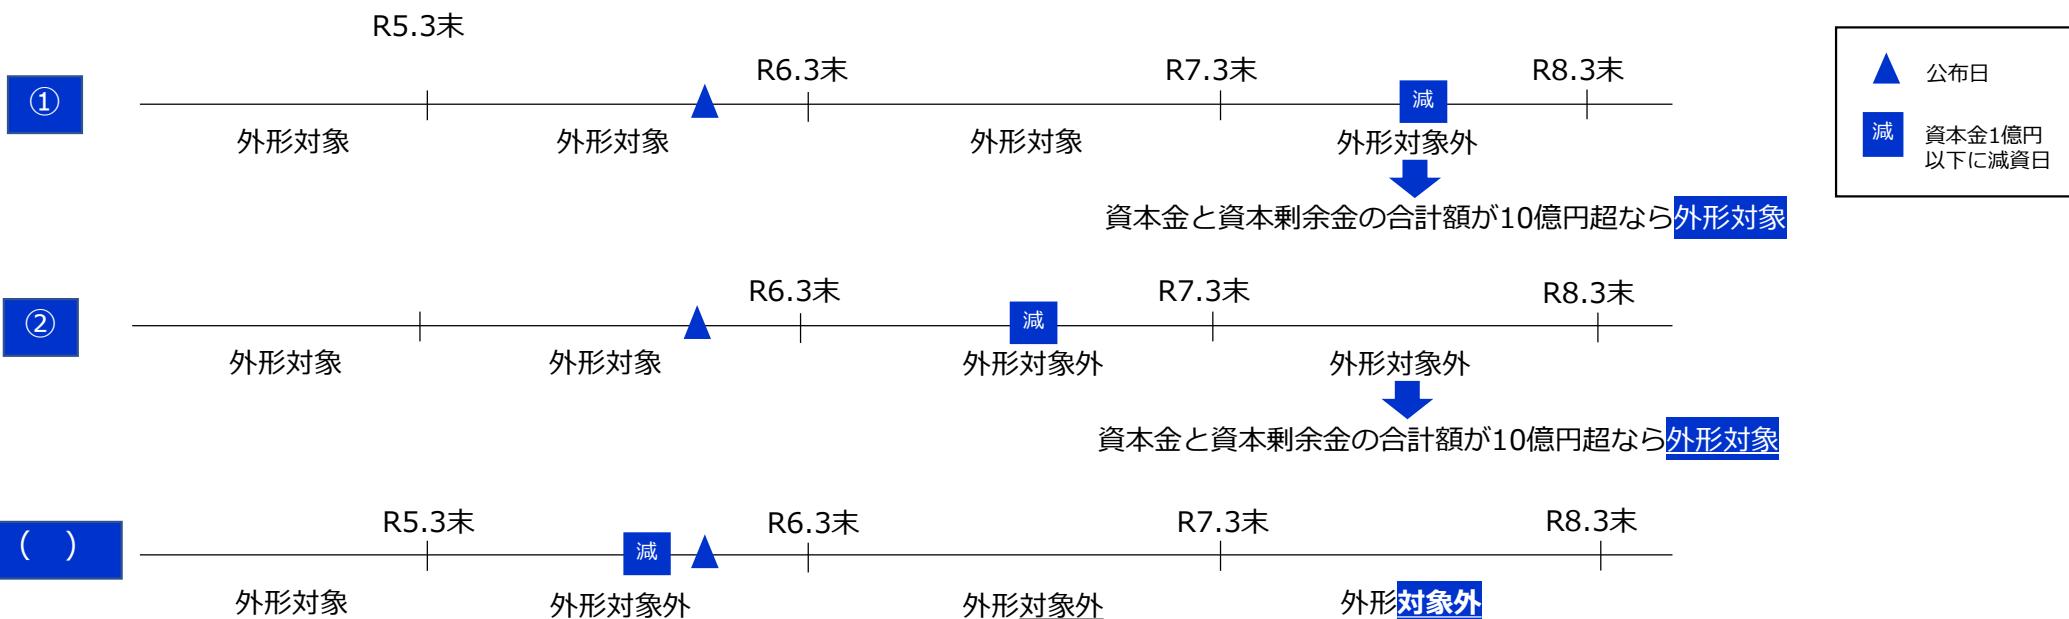 R5.3末
R6.3末
R7.3末
R8.3末
①
減
外形対象
外形対象
外形対象
外形対象外
資本金と資本剰余金の合計額が10億円超なら外形対象
▲ 公布日
減 資本金1億円
以下に減資日
R6.3末
R7.3末
R8.3末
②
減
外形対象
外形対象
外形対象外
外形対象外
資本金と資本剰余金の合計額が10億円超なら外形対象
R5.3末
R6.3末
R7.3末
R8.3末
(　)
減
外形対象
外形対象外
外形対象外
外形対象外